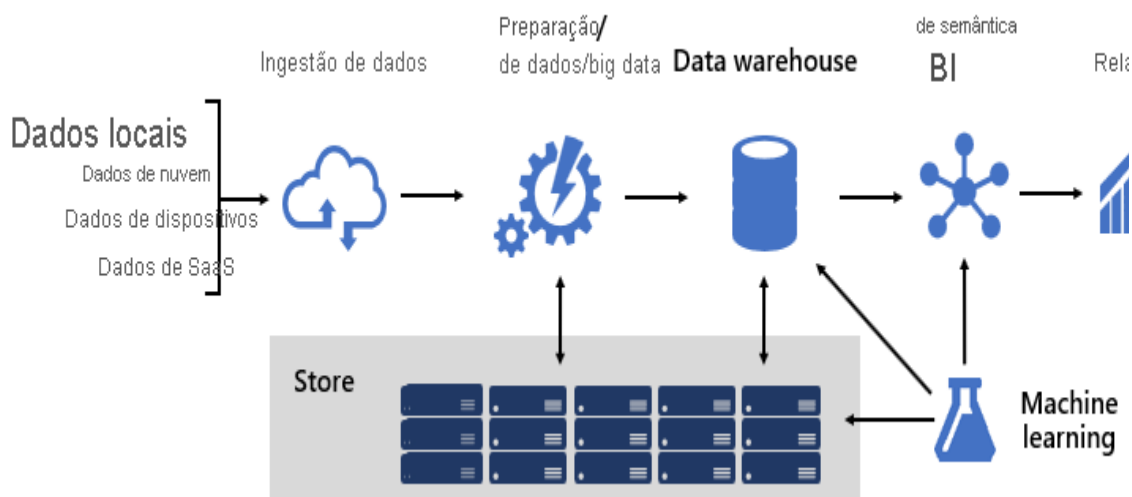 Ingestão de dados
Preparação/
de dados/big data
Data warehouse
de semântica
BI
Rela
Dados locais
Dados de nuvem
Dados de dispositivos
Dados de SaaS
Store
Machine
learning